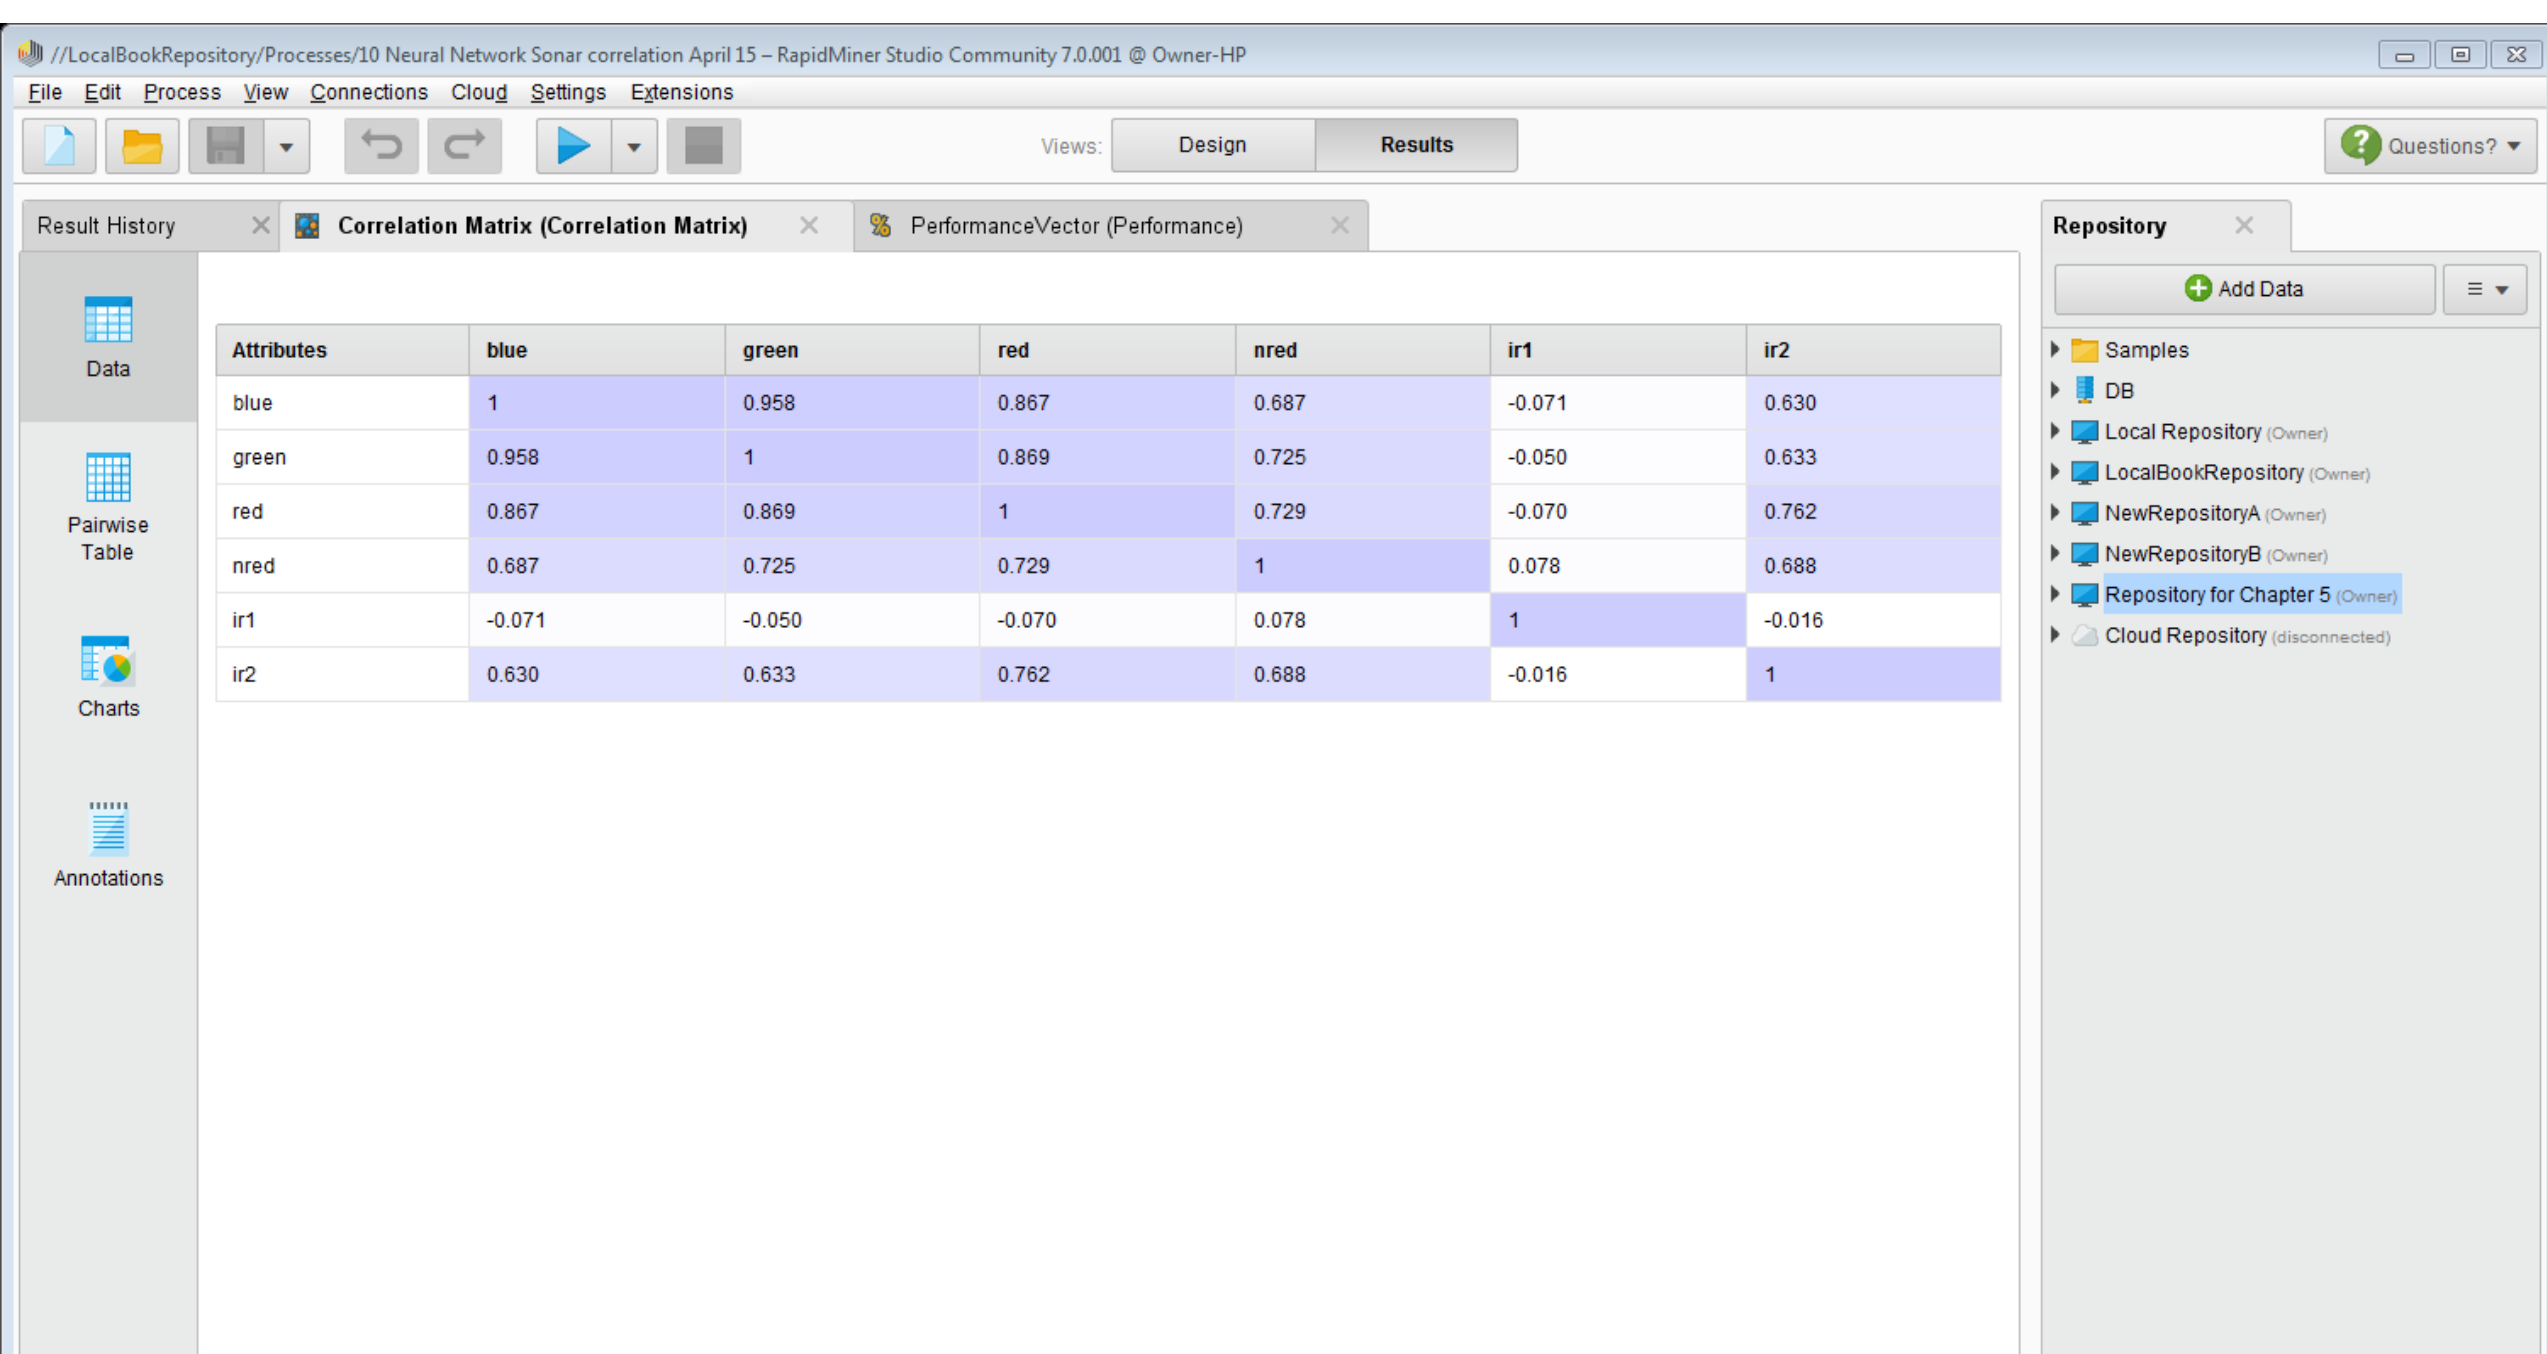 //LocalBookRepository/Processes/10 Neural Network Sonar correlation April 15 – RapidMiner Studio Community 7.0.001 @ Owner-HP
File Edit Process View Connections Cloud Settings Extensions
Views: Design Results Questions?
Result History Correlation Matrix (Correlation Matrix) % PerformanceVector (Performance)
Data
Pairwise
Table
Charts
Annotations
Attributes blue green red nred ir1 ir2
blue 1 0.958 0.867 0.687 -0.071 0.630
green 0.958 1 0.869 0.725 -0.050 0.633
red 0.867 0.869 1 0.729 -0.070 0.762
nred 0.687 0.725 0.729 1 0.078 0.688
ir1 -0.071 -0.050 -0.070 0.078 1 -0.016
ir2 0.630 0.633 0.762 0.688 -0.016 1
Repository
Add Data
Samples
DB
Local Repository (Owner)
LocalBookRepository (Owner)
NewRepositoryA (Owner)
NewRepositoryB (Owner)
Repository for Chapter 5 (Owner)
Cloud Repository (disconnected)